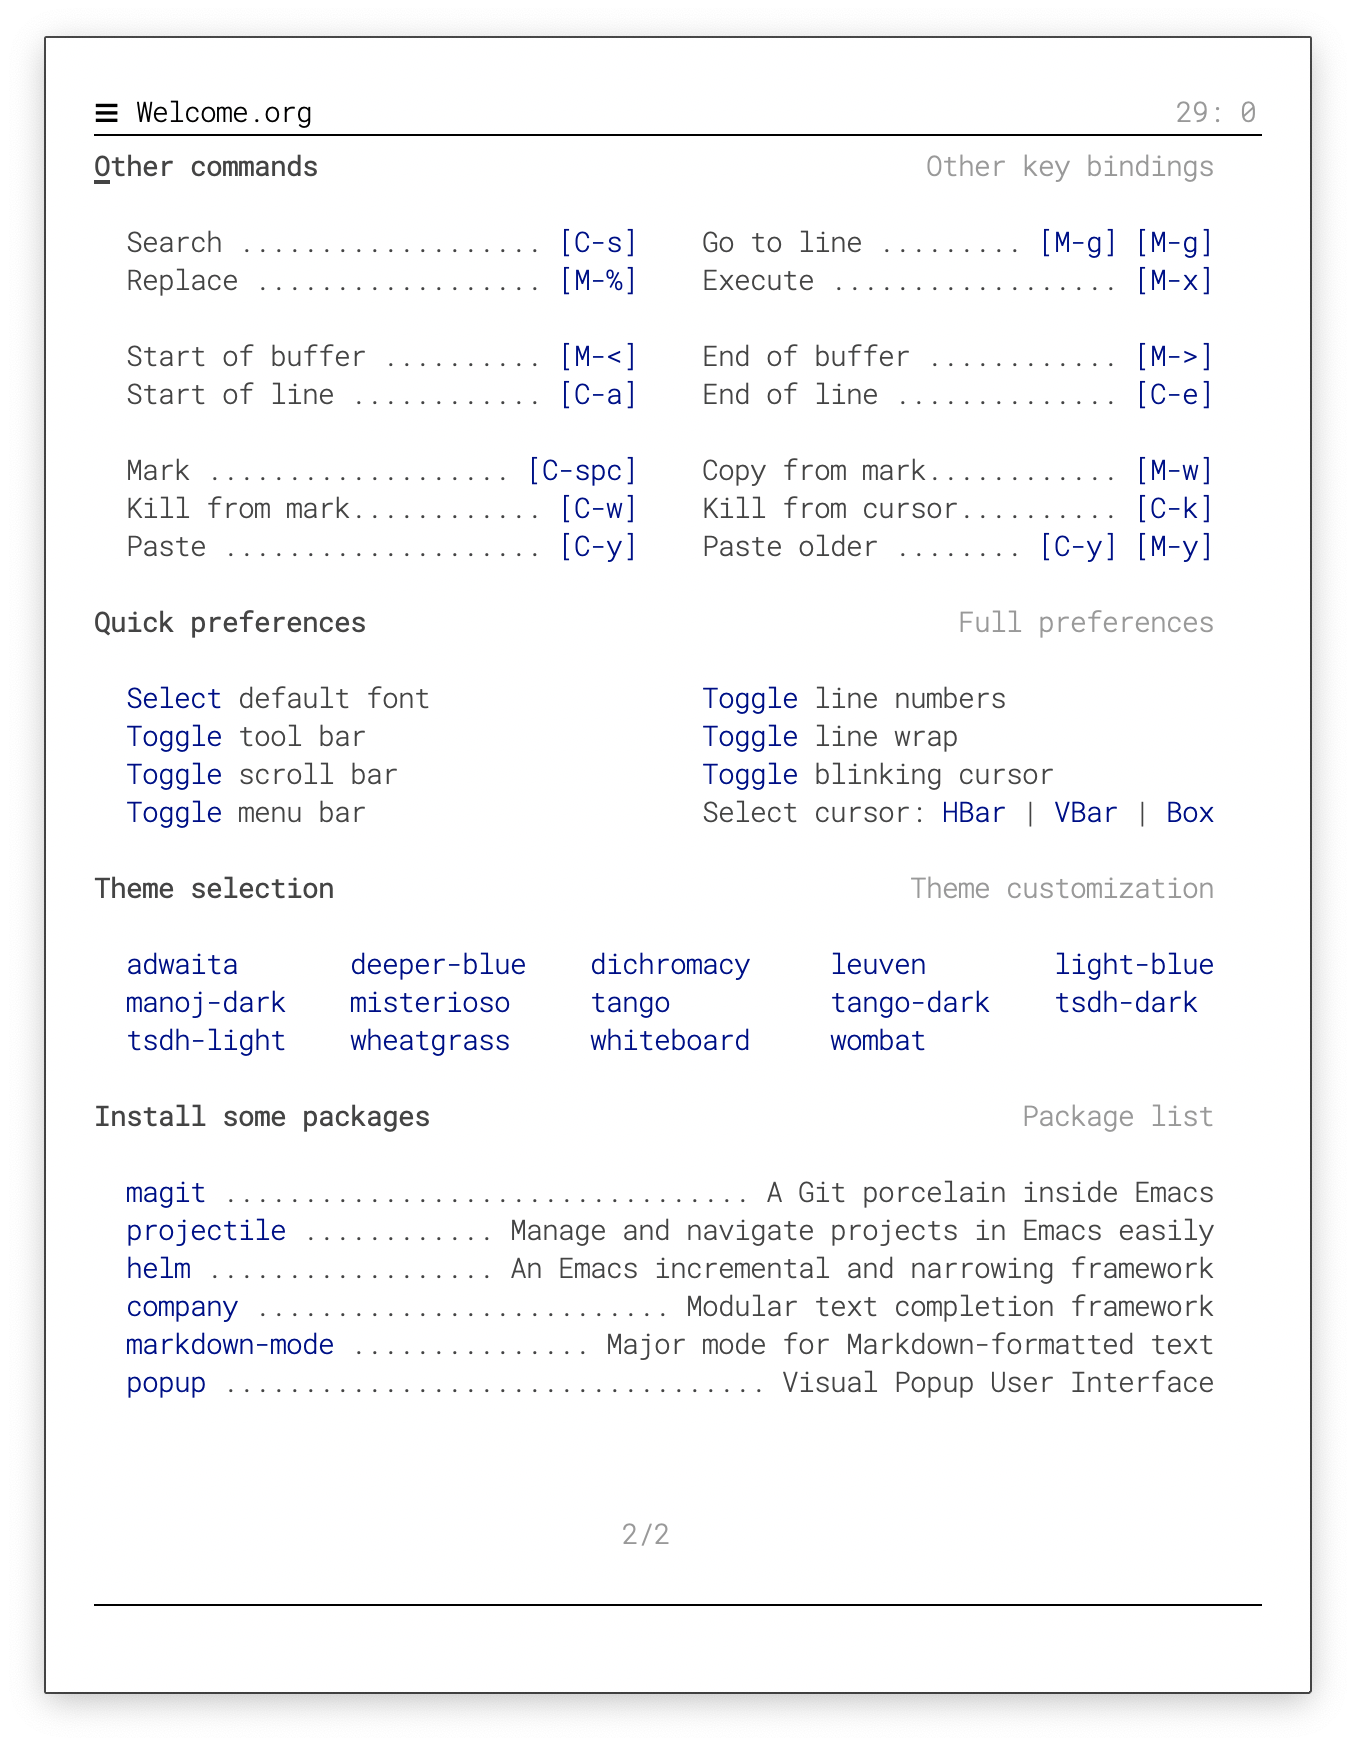 ≡ Welcome.org 29: 0
Other commands Other key bindings
Search ................... [C-s] Go to line ......... [M-g] [M-g]
Replace .................. [M-%] Execute .................. [M-x]
Start of buffer .......... [M-<] End of buffer ............ [M->]
Start of line ............ [C-a] End of line .............. [C-e]
Mark ................... [C-spc] Copy from mark............ [M-w]
Kill from mark............ [C-w] Kill from cursor.......... [C-k]
Paste .................... [C-y] Paste older ........ [C-y] [M-y]
Quick preferences Full preferences
Select default font Toggle line numbers
Toggle tool bar Toggle line wrap
Toggle scroll bar Toggle blinking cursor
Toggle menu bar Select cursor: HBar | VBar | Box
Theme selection Theme customization
adwaita deeper-blue dichromacy leuven light-blue
manoj-dark misterioso tango tango-dark tsdh-dark
tsdh-light wheatgrass whiteboard wombat
Install some packages Package list
magit ................................. A Git porcelain inside Emacs
projectile ............ Manage and navigate projects in Emacs easily
helm .................. An Emacs incremental and narrowing framework
company .......................... Modular text completion framework
markdown-mode ............... Major mode for Markdown-formatted text
popup .................................. Visual Popup User Interface
2/2